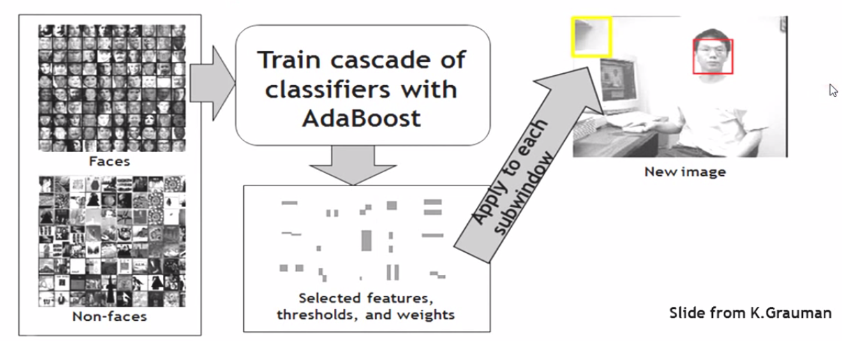 Faces
Non-faces
Train cascade of
classifiers with
AdaBoost
Selected features,
thresholds, and weights
Apply to each
subwindow
New image
Slide from K.Grauman